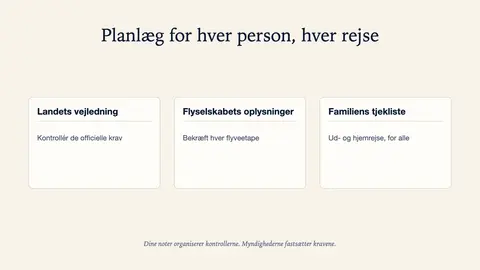 Planlæg for hver person, hver rejse
Landets vejledning
Kontrollér de officielle krav
Flyselskabets oplysninger
Bekræft hver flyveetape
Familiens tjekliste
Ud- og hjemrejse, for alle
Dine noter organiserer kontrollerne. Myndighederne fastsætter kravene.